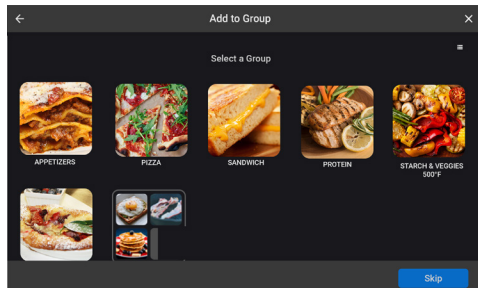 Add to Group
Select a Group
APPETIZERS
PIZZA
SANDWICH
PROTEIN
STARCH & VEGGIES
500°F
Skip